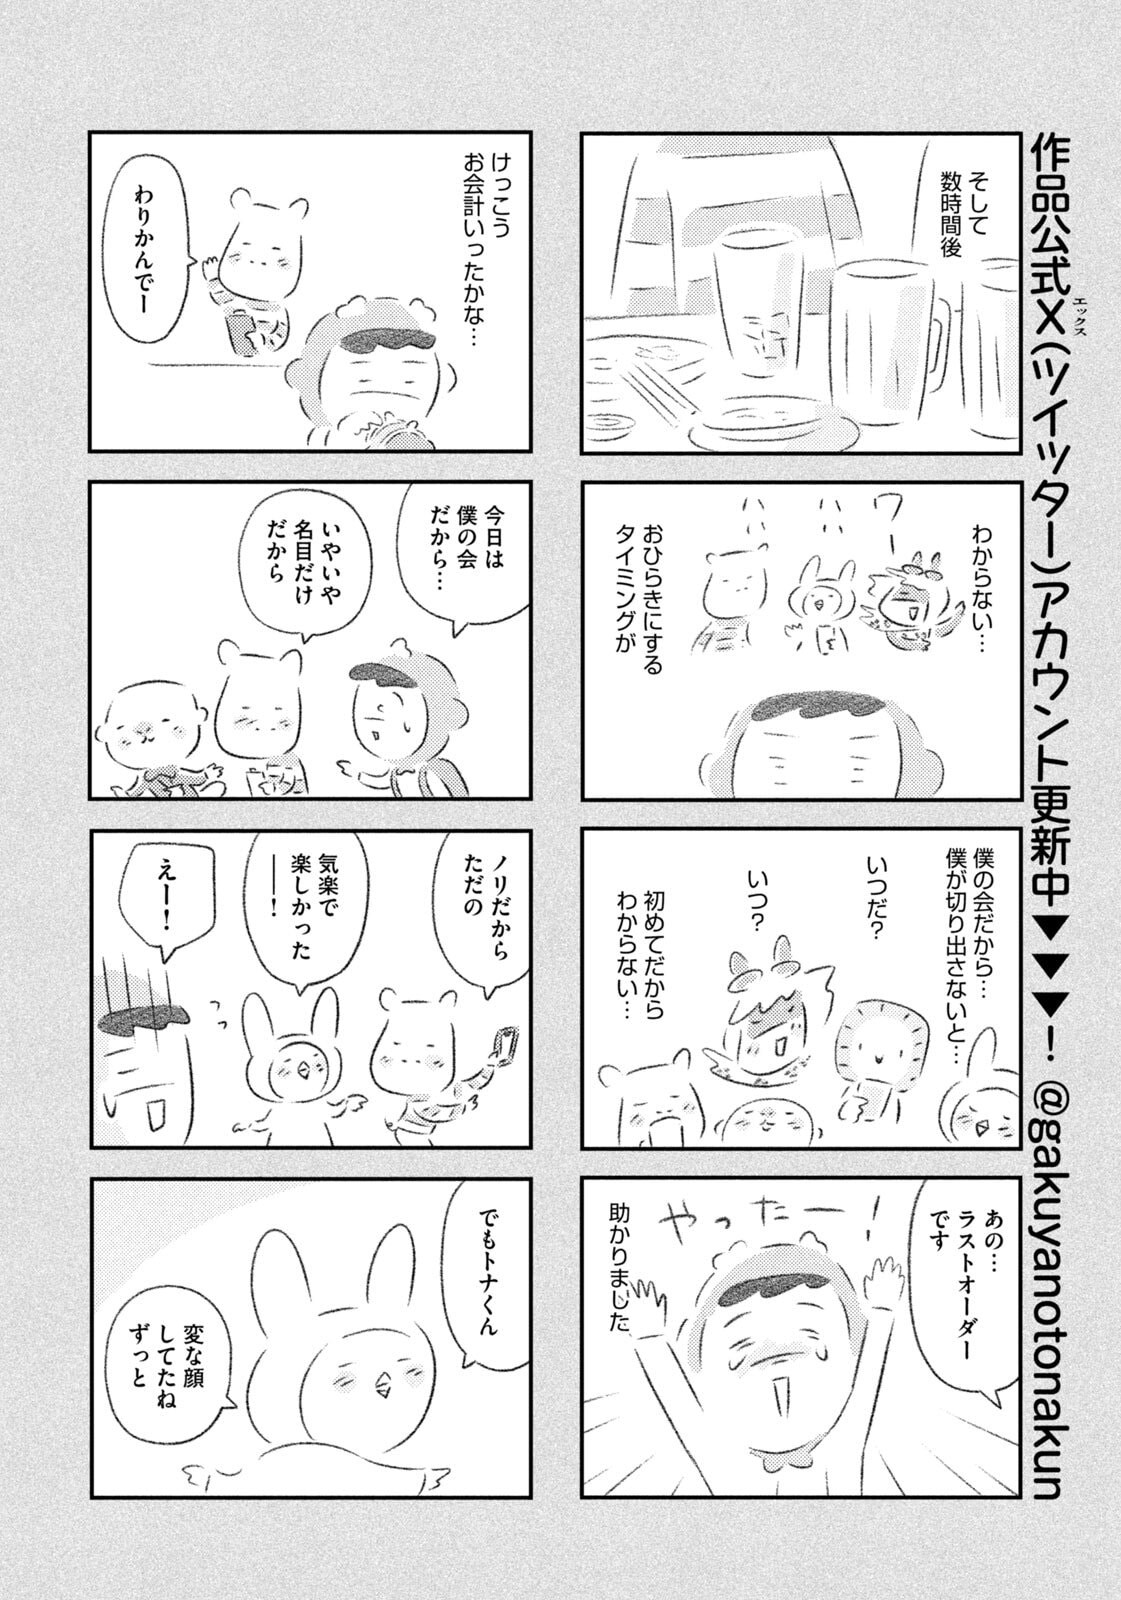 作品公式X(ツイッター)アカウント更新中▼▼▼! @gakuyanotonakun
エックス
そして
数時間後
わからない…
ワー
ハハ
ハハ
おひらきにする
タイミングが
僕の会だから…
僕が切り出さないと…
いつだ?
いつ?
初めてだから
わからない…
あの…
ラストオーダー
です
やったー!
助かりました
けっこう
お会計いったかな…
わりかんでー
今日は
僕の会
だから…
いやいや
名目だけ
だから
ノリだから
ただの
気楽で
楽しかった
ーー!
えー!
でもトナくん
変な顔
してたね
ずっと